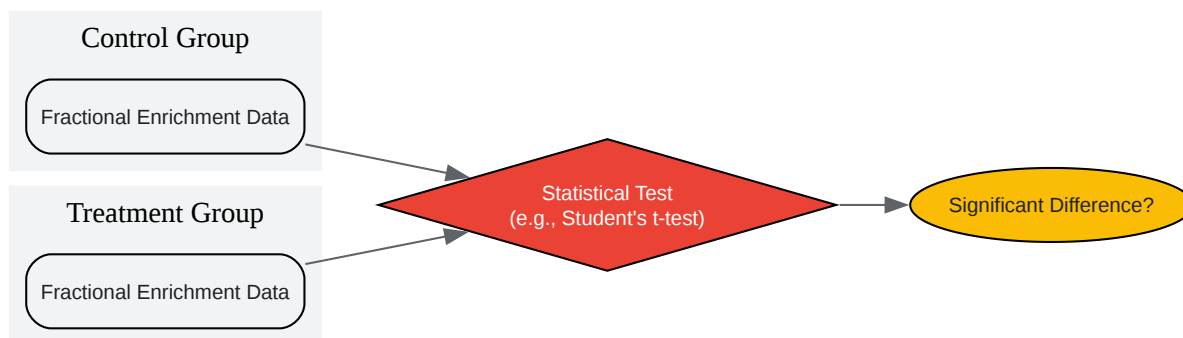 Control Group
Fractional Enrichment Data
Treatment Group
Fractional Enrichment Data
Statistical Test
(e.g., Student's t-test)
Significant Difference?